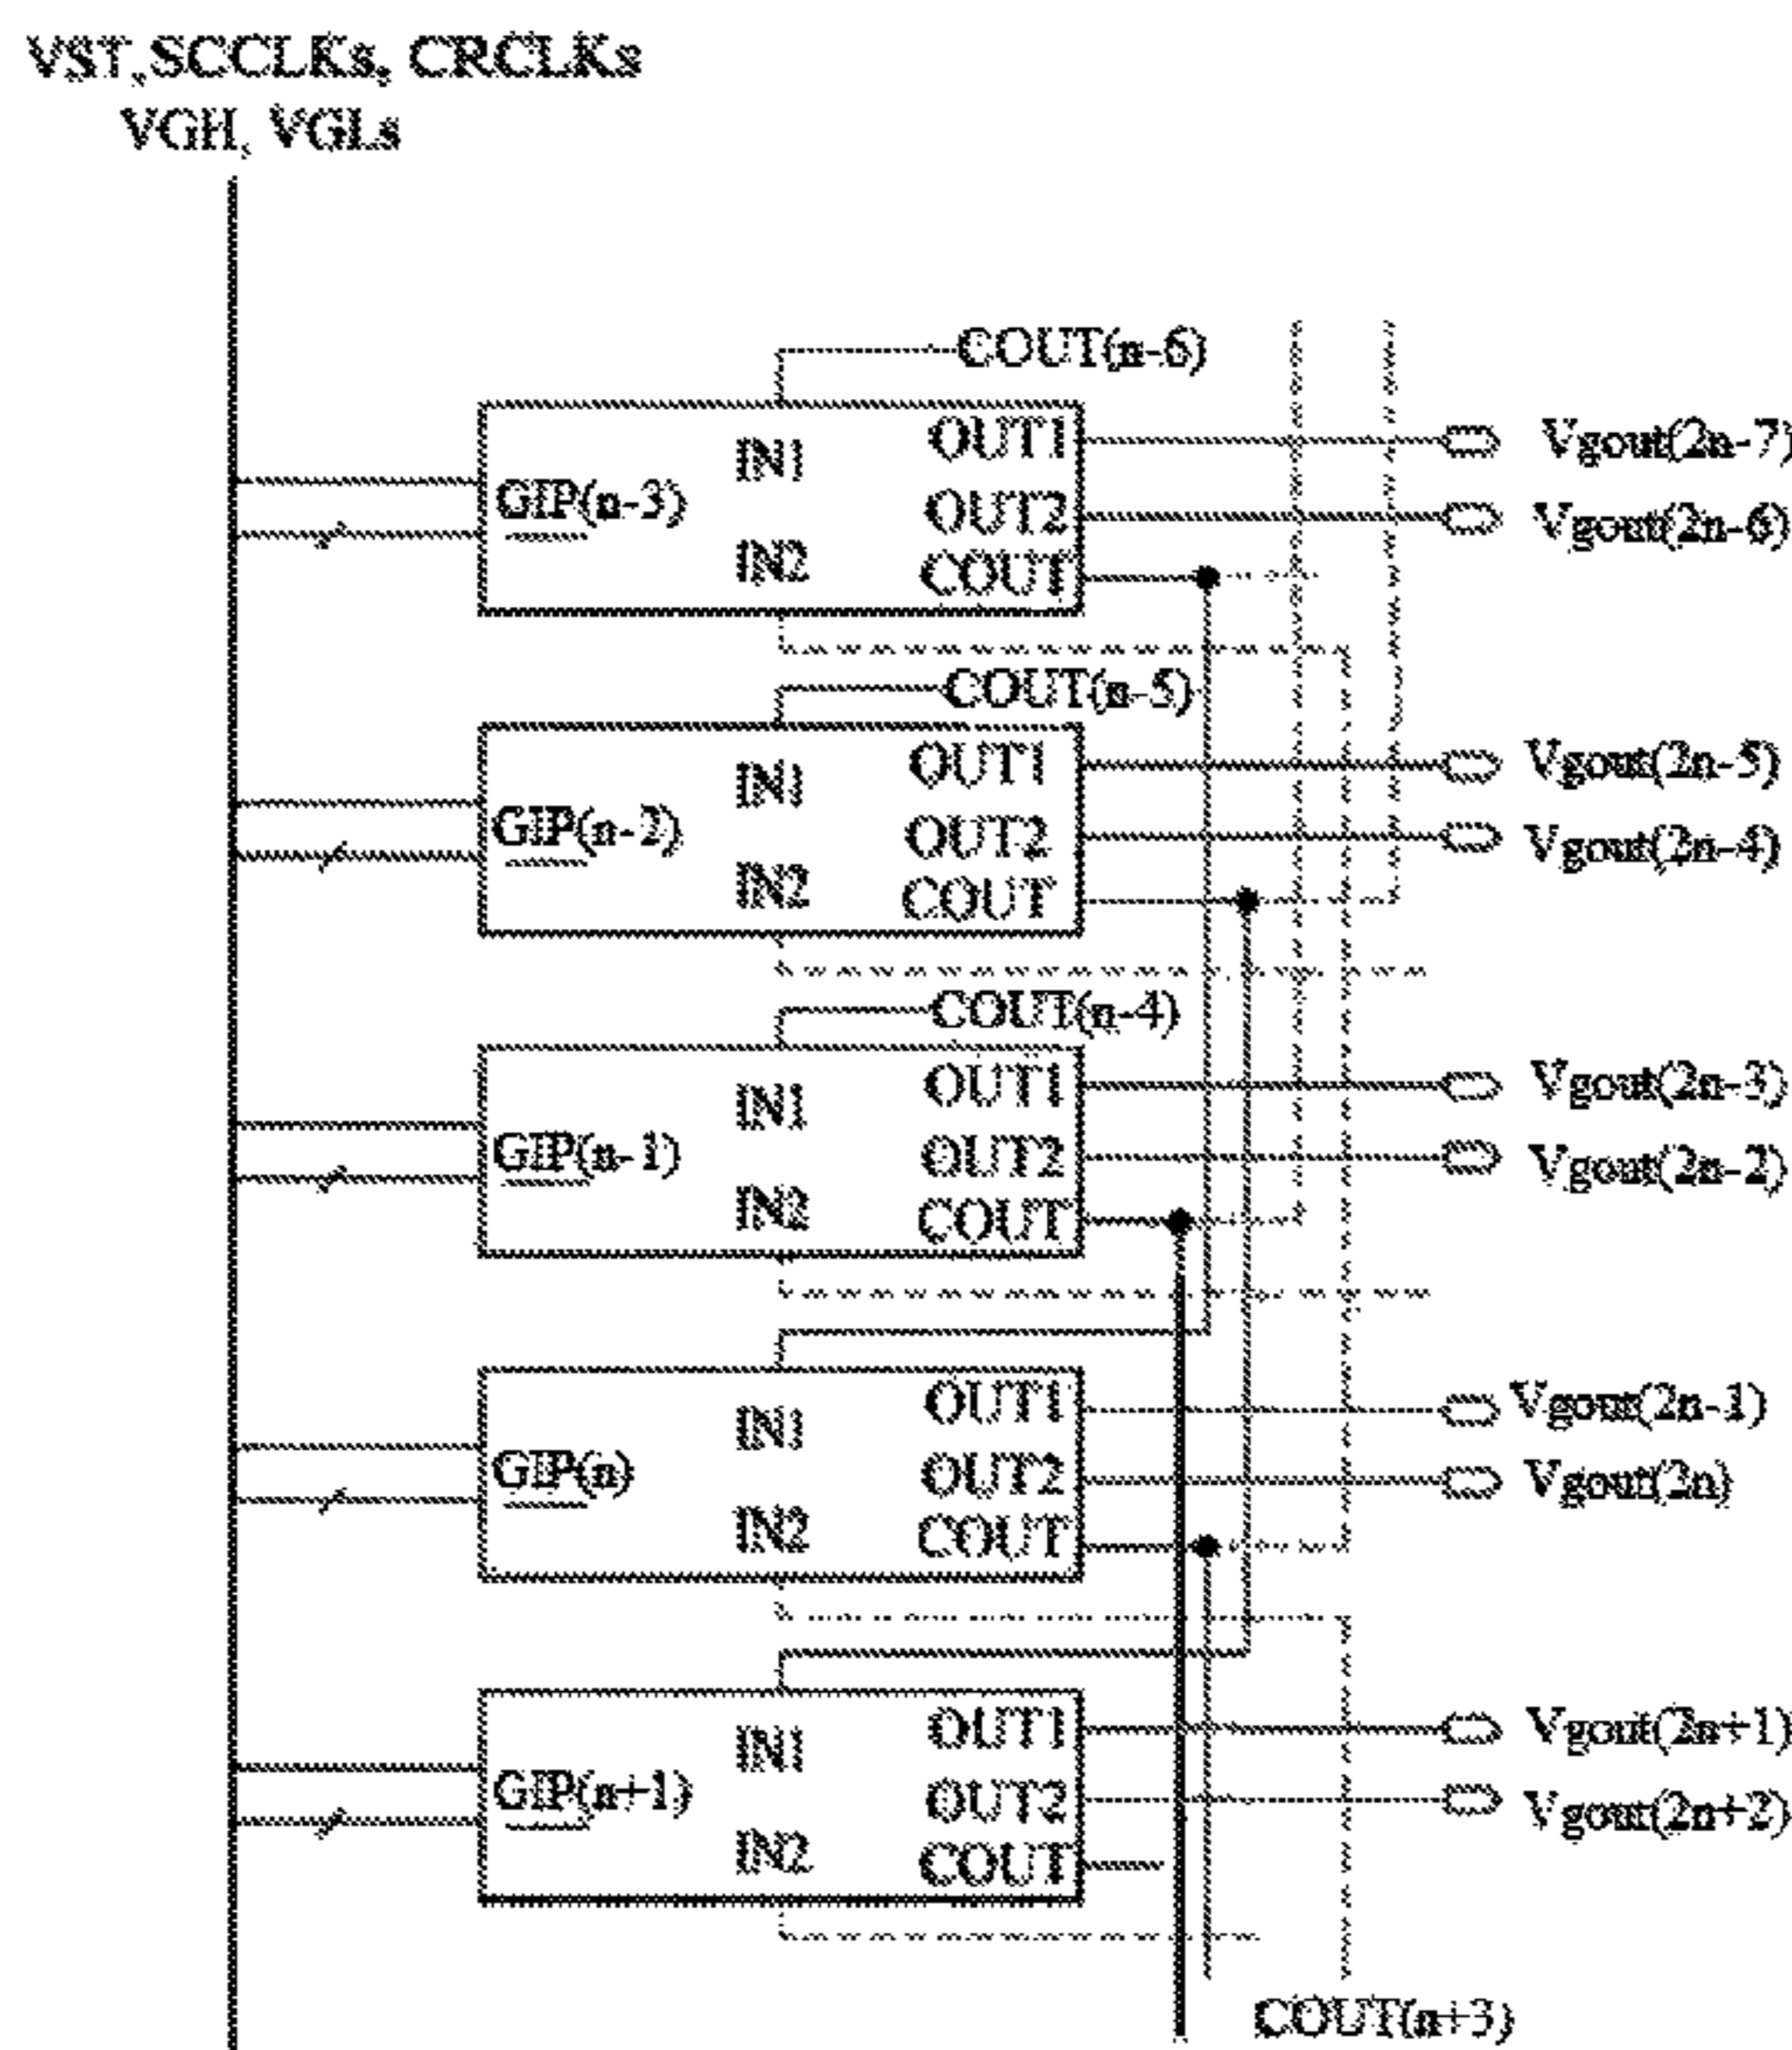 VST,SCCLKs, CRCLKs
VGH, VGLs
COUT(n-6)
IN1
OUT1
Vgout(2n-7)
GIP(n-3)
OUT2
Vgout(2n-6)
IN2
COUT
COUT(n-5)
IN1
OUT1
Vgout(2n-5)
GIP(n-2)
OUT2
Vgout(2n-4)
IN2
COUT
COUT(n-4)
IN1
OUT1
Vgout(2n-3)
GIP(n-1)
OUT2
Vgout(2n-2)
IN2
COUT
IN1
OUT1
Vgout(2n-1)
GIP(n)
OUT2
Vgout(2n)
IN2
COUT
IN1
OUT1
Vgout(2n+1)
GIP(n+1)
OUT2
Vgout(2n+2)
IN2
COUT
COUT(n+3)